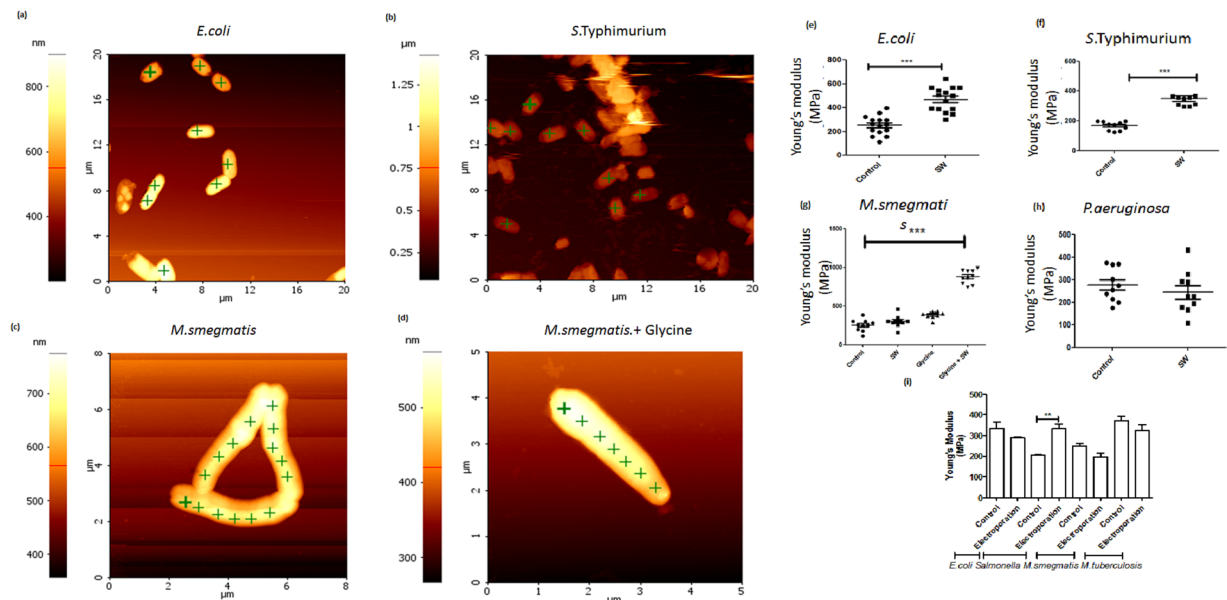 (a)
E.coli
nm
800
600
400
20
16
12
8
4
0
µm
0 4 8 12 16 20
µm
(b)
S.Typhimurium
µm
1.25
1
0.75
0.5
0.25
20
16
12
8
4
0
µm
0 4 8 12 16 20
µm
(c)
M.smegmatis
nm
700
600
500
400
8
6
4
2
0
µm
0 2 4 6 8
µm
(d)
M.smegmatis.+ Glycine
nm
500
400
300
5
4
3
2
1
0
µm
0 1 2 3 4 5
µm
(e)
E.coli
***
Young's modulus
(MPa)
800
600
400
200
0
Control SW
(f)
S.Typhimurium
***
Young's modulus
(MPa)
600
400
200
0
Control SW
(g)
M.smegmati
s ***
Young's modulus
(MPa)
1000
500
0
Control SW Glycine Glycine + SW
(h)
P.aeruginosa
Young's modulus
(MPa)
500
400
300
200
100
0
Control SW
(i)
**
Young's Modulus
(MPa)
400
300
200
100
0
Control Electroporation Control Electroporation Control Electroporation Control Electroporation
E.coli Salmonella M.smegmatis M.tuberculosis